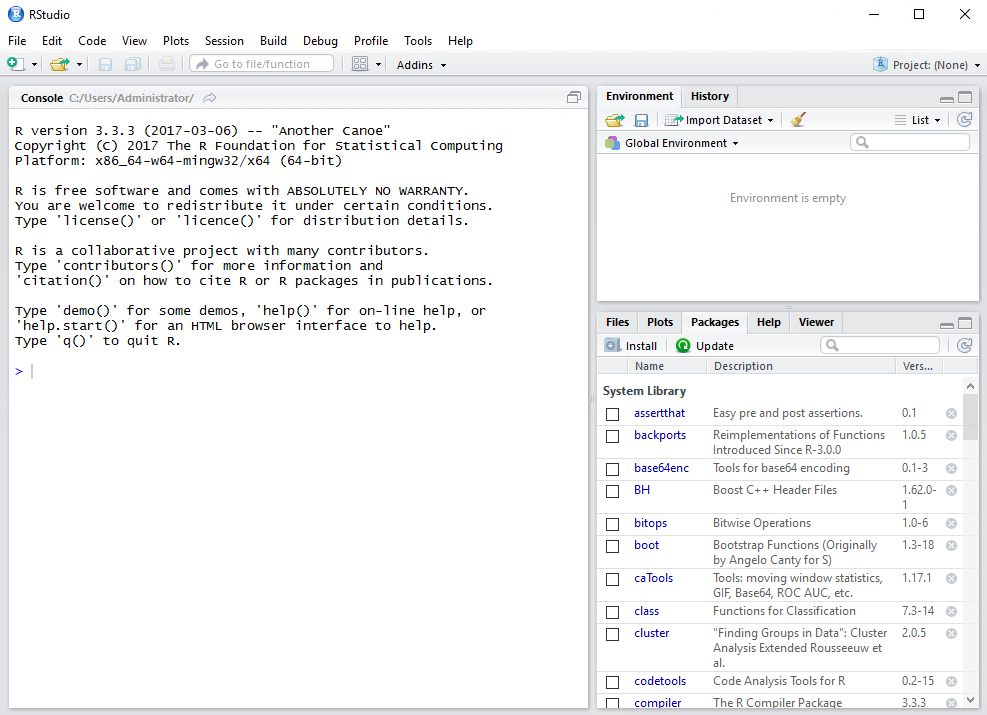 RStudio
File Edit Code View Plots Session Build Debug Profile Tools Help
Go to file/function Addins Project: (None)
Console C:/Users/Administrator/
R version 3.3.3 (2017-03-06) -- "Another Canoe"
Copyright (C) 2017 The R Foundation for Statistical Computing
Platform: x86_64-w64-mingw32/x64 (64-bit)
R is free software and comes with ABSOLUTELY NO WARRANTY.
You are welcome to redistribute it under certain conditions.
Type 'license()' or 'licence()' for distribution details.
R is a collaborative project with many contributors.
Type 'contributors()' for more information and
'citation()' on how to cite R or R packages in publications.
Type 'demo()' for some demos, 'help()' for on-line help, or
'help.start()' for an HTML browser interface to help.
Type 'q()' to quit R.
>
Environment History
Import Dataset List
Global Environment
Environment is empty
Files Plots Packages Help Viewer
Install Update
Name Description Vers...
System Library
assertthat Easy pre and post assertions. 0.1
backports Reimplementations of Functions 1.0.5
Introduced Since R-3.0.0
base64enc Tools for base64 encoding 0.1-3
BH Boost C++ Header Files 1.62.0-
1
bitops Bitwise Operations 1.0-6
boot Bootstrap Functions (Originally 1.3-18
by Angelo Canty for S)
caTools Tools: moving window statistics, 1.17.1
GIF, Base64, ROC AUC, etc.
class Functions for Classification 7.3-14
cluster "Finding Groups in Data": Cluster 2.0.5
Analysis Extended Rousseeuw et
al.
codetools Code Analysis Tools for R 0.2-15
compiler The R Compiler Package 3.3.3